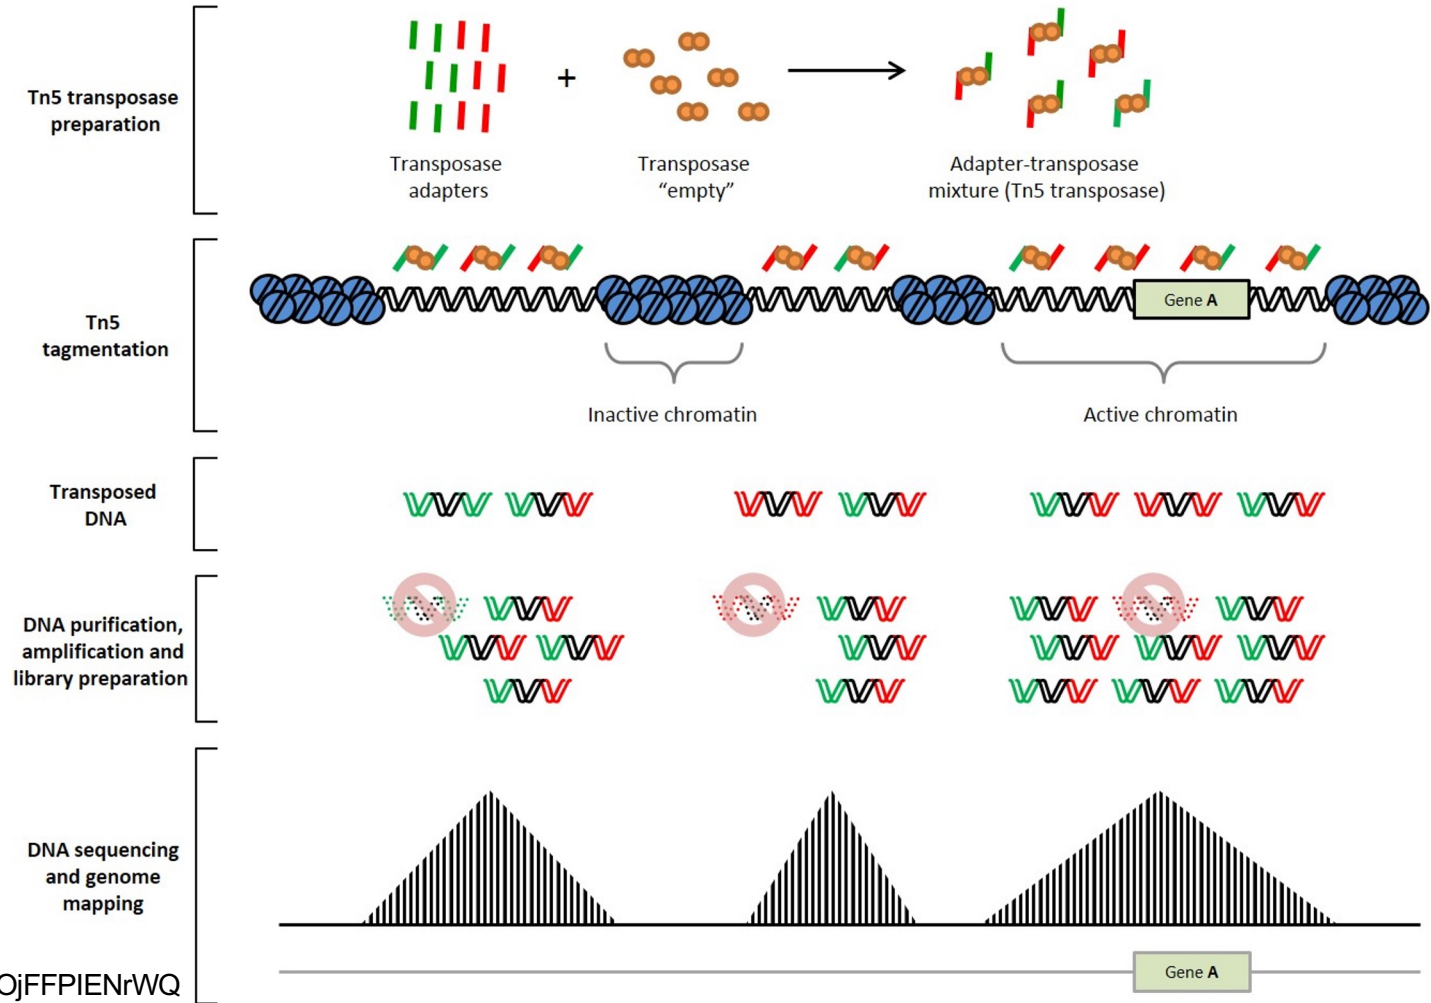 Tn5 transposase
preparation
+
Transposase
adapters
Transposase
“empty”
Adapter-transposase
mixture (Tn5 transposase)
Tn5
tagmentation
Gene A
Inactive chromatin
Active chromatin
Transposed
DNA
DNA purification,
amplification and
library preparation
DNA sequencing
and genome
mapping
Gene A
OjFFPIENrWQ